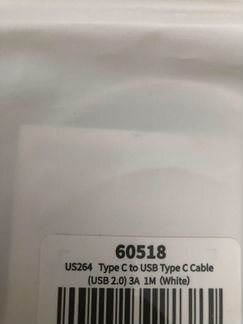 60518
US264 Type C to USB Type C Cable
(USB 2.0) 3A 1M (White)